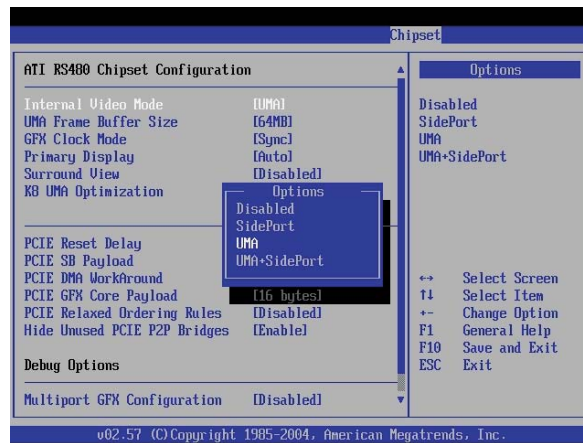 Chipset
ATI RS480 Chipset Configuration
Internal Video Mode [UMA]
UMA Frame Buffer Size [64MB]
GFX Clock Mode [Sync]
Primary Display [Auto]
Surround View [Disabled]
K8 UMA Optimization
Options
Disabled
SidePort
UMA
UMA+SidePort
PCIE Reset Delay
PCIE SB Payload
PCIE DMA WorkAround
PCIE GFX Core Payload [16 bytes]
PCIE Relaxed Ordering Rules [Disabled]
Hide Unused PCIE P2P Bridges [Enable]
Debug Options
Multiport GFX Configuration [Disabled]
Options
Disabled
SidePort
UMA
UMA+SidePort
↔ Select Screen
↑↓ Select Item
+- Change Option
F1 General Help
F10 Save and Exit
ESC Exit
v02.57 (C)Copyright 1985-2004, American Megatrends, Inc.